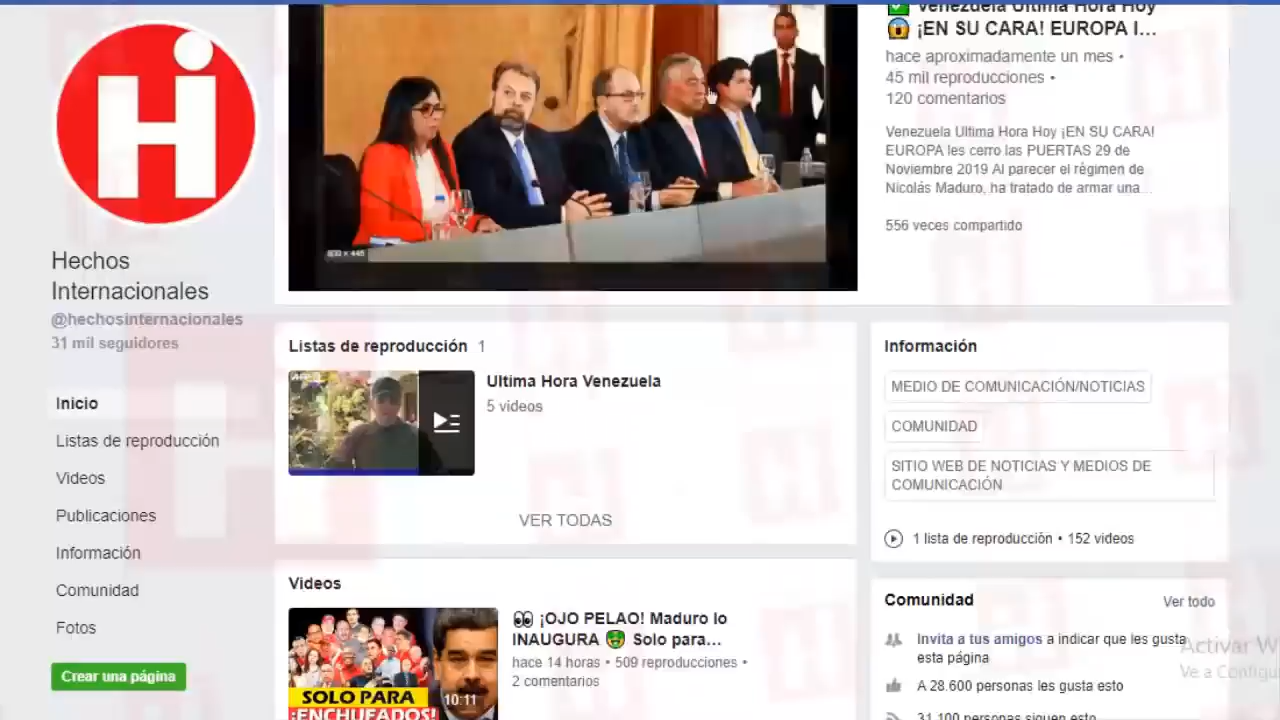 Hi
Hechos
Internacionales
@hechosinternacionales
31 mil seguidores
Inicio
Listas de reproducción
Videos
Publicaciones
Información
Comunidad
Fotos
Crear una página
Venezuela Ultima Hora Hoy
¡EN SU CARA! EUROPA l...
hace aproximadamente un mes •
45 mil reproducciones •
120 comentarios
Venezuela Ultima Hora Hoy ¡EN SU CARA!
EUROPA les cerro las PUERTAS 29 de
Noviembre 2019 Al parecer el régimen de
Nicolás Maduro, ha tratado de armar una...
556 veces compartido
Listas de reproducción 1
Ultima Hora Venezuela
5 videos
VER TODAS
Videos
¡OJO PELAO! Maduro lo
INAUGURA Solo para...
hace 14 horas • 509 reproducciones •
2 comentarios
SOLO PARA
¡ENCHUFADOS!
10:11
Información
MEDIO DE COMUNICACIÓN/NOTICIAS
COMUNIDAD
SITIO WEB DE NOTICIAS Y MEDIOS DE
COMUNICACIÓN
1 lista de reproducción • 152 videos
Comunidad
Ver todo
Invita a tus amigos a indicar que les gusta
esta página
A 28.600 personas les gusta esto
31.100 personas siguen esto
Activar W
Ve a Configu